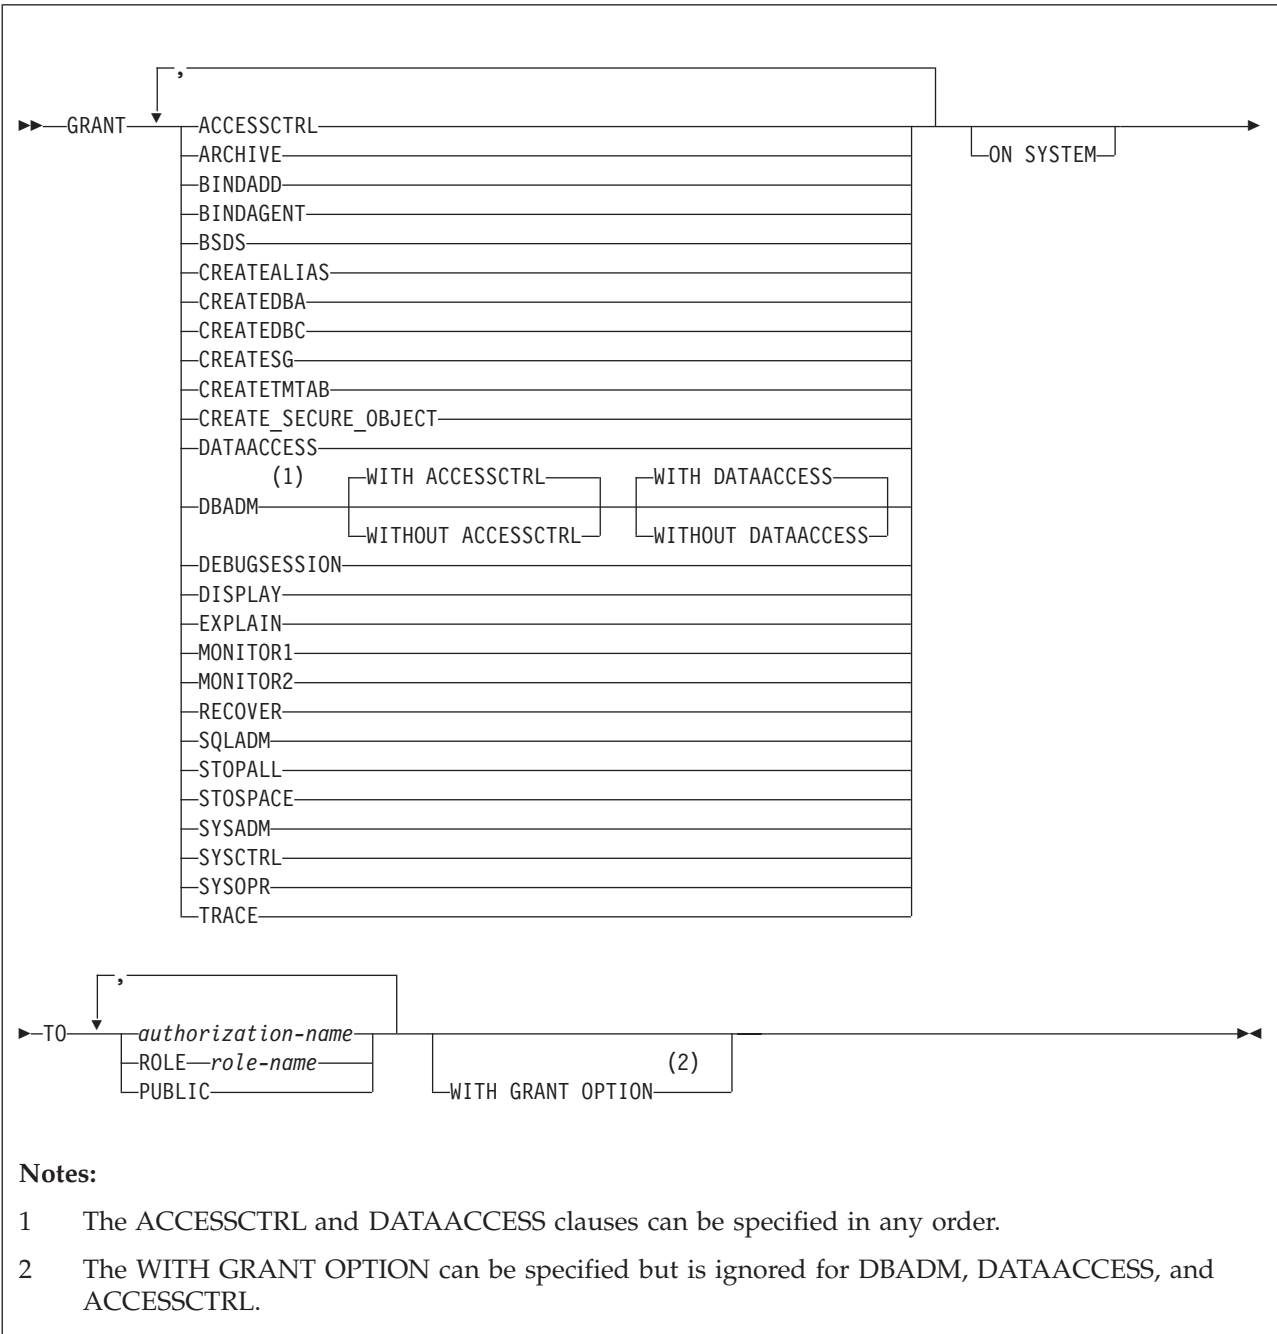 ,
GRANT ACCESSCTRL
ARCHIVE ON SYSTEM
BINDADD
BINDAGENT
BSDS
CREATEALIAS
CREATEDBA
CREATEDBC
CREATESG
CREATETMTAB
CREATE_SECURE_OBJECT
DATAACCESS
(1) WITH ACCESSCTRL WITH DATAACCESS
DBADM
WITHOUT ACCESSCTRL WITHOUT DATAACCESS
DEBUGSESSION
DISPLAY
EXPLAIN
MONITOR1
MONITOR2
RECOVER
SQLADM
STOPALL
STOSPACE
SYSADM
SYSCTRL
SYSOPR
TRACE
,
TO authorization-name
ROLE role-name (2)
PUBLIC WITH GRANT OPTION
Notes:
1 The ACCESSCTRL and DATAACCESS clauses can be specified in any order.
2 The WITH GRANT OPTION can be specified but is ignored for DBADM, DATAACCESS, and
ACCESSCTRL.